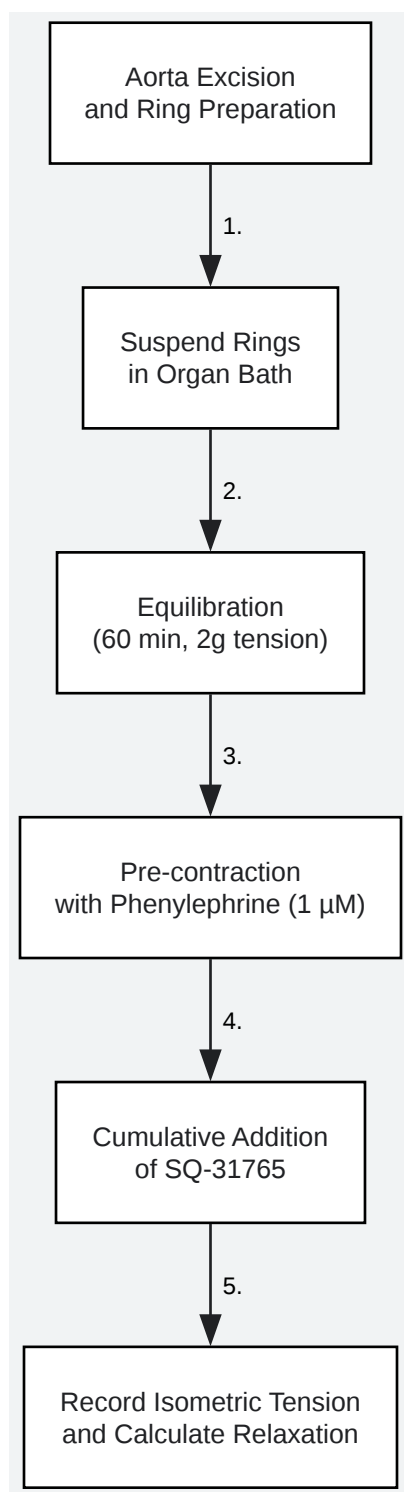 Aorta Excision
and Ring Preparation
1.
Suspend Rings
in Organ Bath
2.
Equilibration
(60 min, 2g tension)
3.
Pre-contraction
with Phenylephrine (1 µM)
4.
Cumulative Addition
of SQ-31765
5.
Record Isometric Tension
and Calculate Relaxation